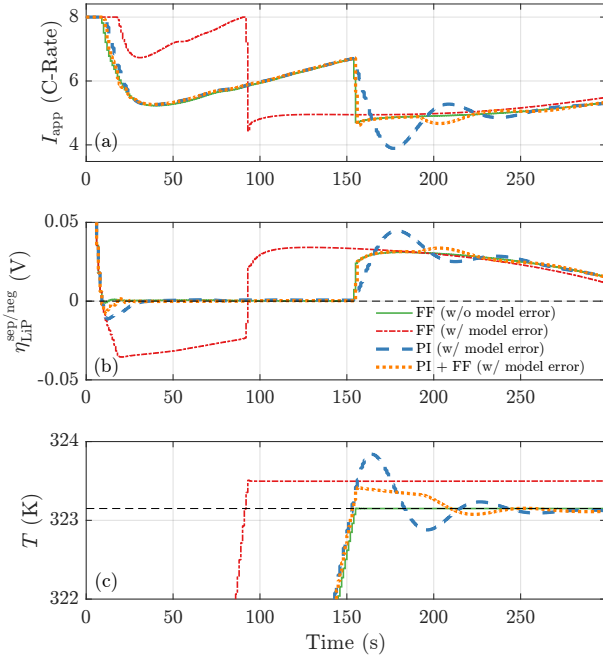 8
6
4
I_app (C-Rate)
(a)
0 50 100 150 200 250
0.05
0
-0.05
η_LiP^sep/neg (V)
(b)
FF (w/o model error)
FF (w/ model error)
PI (w/ model error)
PI + FF (w/ model error)
0 50 100 150 200 250
324
323
322
T (K)
(c)
0 50 100 150 200 250
Time (s)